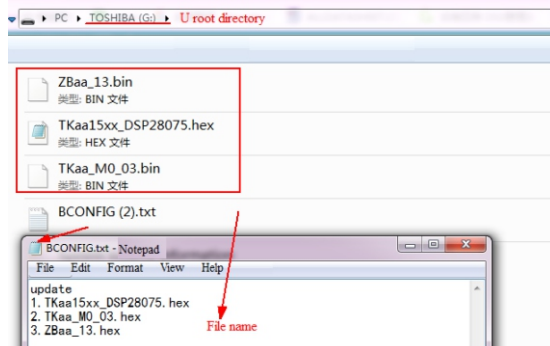 PC TOSHIBA (G:) U root directory
ZBaa_13.bin
类型: BIN 文件
TKaa15xx_DSP28075.hex
类型: HEX 文件
TKaa_M0_03.bin
类型: BIN 文件
BCONFIG (2).txt
BCONFIG.txt - Notepad
File Edit Format View Help
update
1. TKaa15xx_DSP28075. hex
2. TKaa_M0_03. hex
3. ZBaa_13. hex
File name